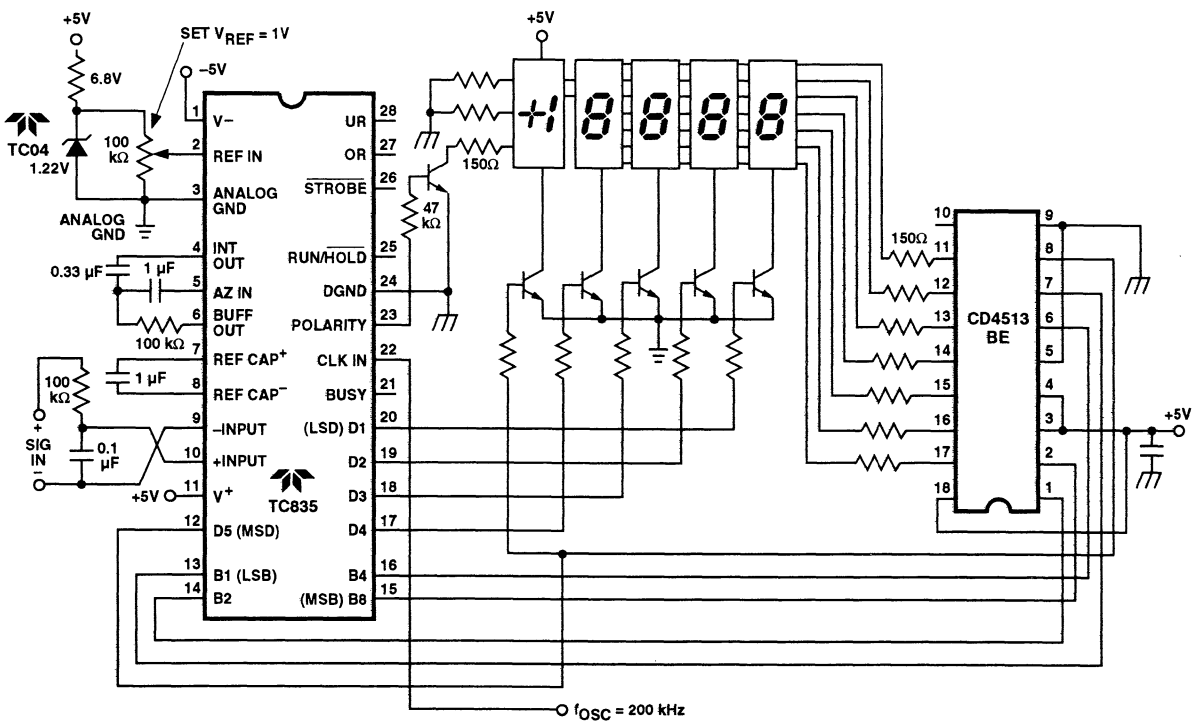 +5V
SET VREF = 1V
6.8V
–5V
+5V
TC04
1.22V
100 kΩ
ANALOG GND
1 V–
2 REF IN
3 ANALOG GND
4 INT OUT
5 AZ IN
6 BUFF OUT
7 REF CAP+
8 REF CAP–
9 –INPUT
10 +INPUT
11 V+
12 D5 (MSD)
13 B1 (LSB)
14 B2
0.33 µF
1 µF
100 kΩ
1 µF
100 kΩ
+
SIG IN
–
0.1 µF
+5V
TC835
UR 28
OR 27
STROBE 26
RUN/HOLD 25
DGND 24
POLARITY 23
CLK IN 22
BUSY 21
(LSD) D1 20
D2 19
D3 18
D4 17
B4 16
(MSB) B8 15
150Ω
47 kΩ
+1 8 8 8 8
150Ω
CD4513 BE
10
11
12
13
14
15
16
17
18
9
8
7
6
5
4
3
2
1
+5V
fOSC = 200 kHz